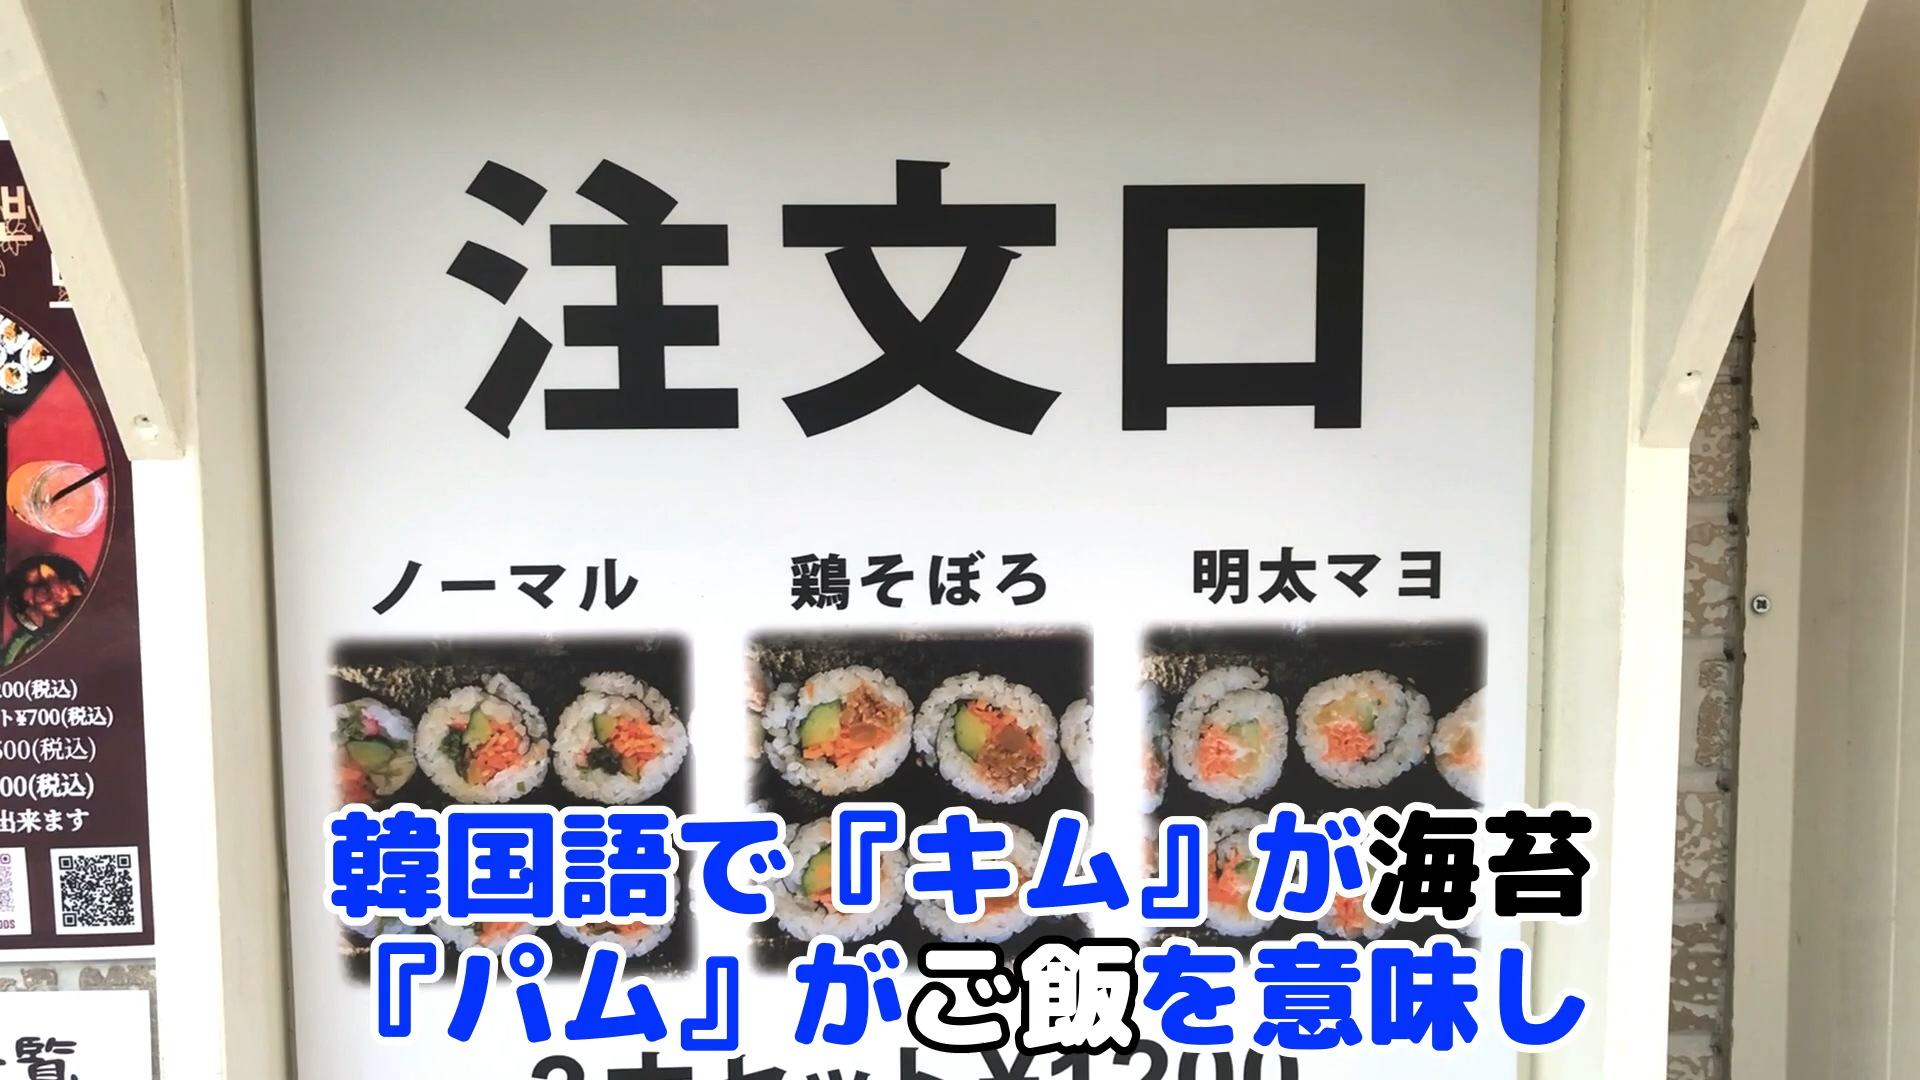 注文口
ノーマル
鶏そぼろ
明太マヨ
00(税込)
ト¥700(税込)
00(税込)
00(税込)
出来ます
韓国語で『キム』が海苔
『パム』がご飯を意味し
覧